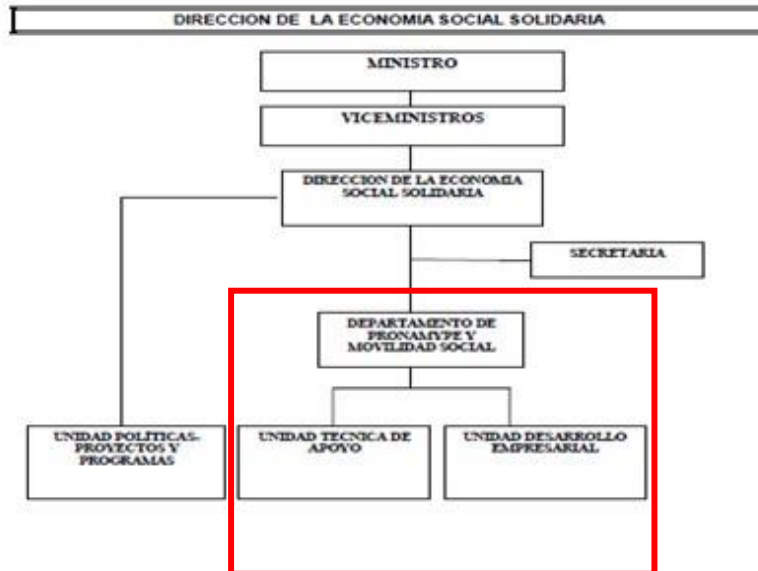 DIRECCION DE LA ECONOMIA SOCIAL SOLIDARIA
MINISTRO
VICEMINISTROS
DIRECCION DE LA ECONOMIA
SOCIAL SOLIDARIA
SECRETARIA
DEPARTAMENTO DE
PRONAMYPE Y
MOVILIDAD SOCIAL
UNIDAD POLÍTICAS-
PROYECTOS Y
PROGRAMAS
UNIDAD TECNICA DE
APOYO
UNIDAD DESARROLLO
EMPRESARIAL